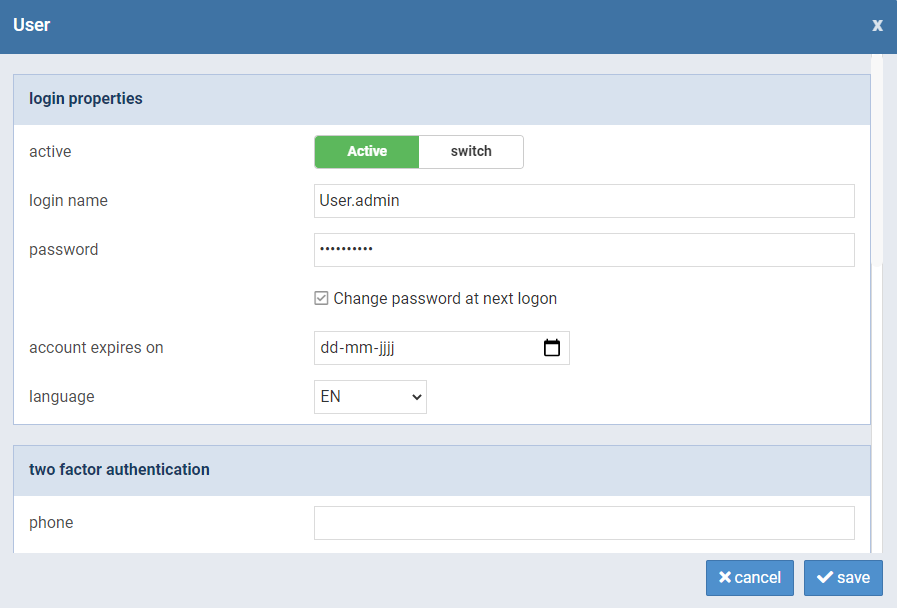 User x
login properties
active Active switch
login name User.admin
password ••••••••••
Change password at next logon
account expires on dd-mm-jjjj
language EN
two factor authentication
phone
cancel save